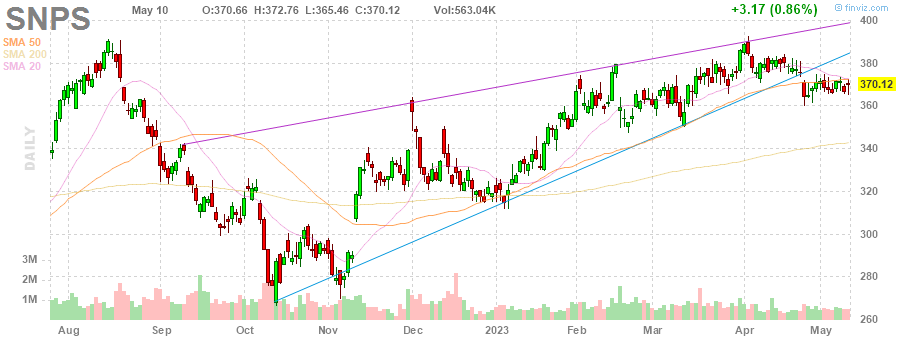 SNPS
May 10 O:370.66 H:372.76 L:365.46 C:370.12 Vol:563.04K +3.17 (0.86%)
© finviz.com
SMA 50
SMA 200
SMA 20
DAILY
400
380
370.12
360
340
320
300
280
260
3M
2M
1M
Aug Sep Oct Nov Dec 2023 Feb Mar Apr May